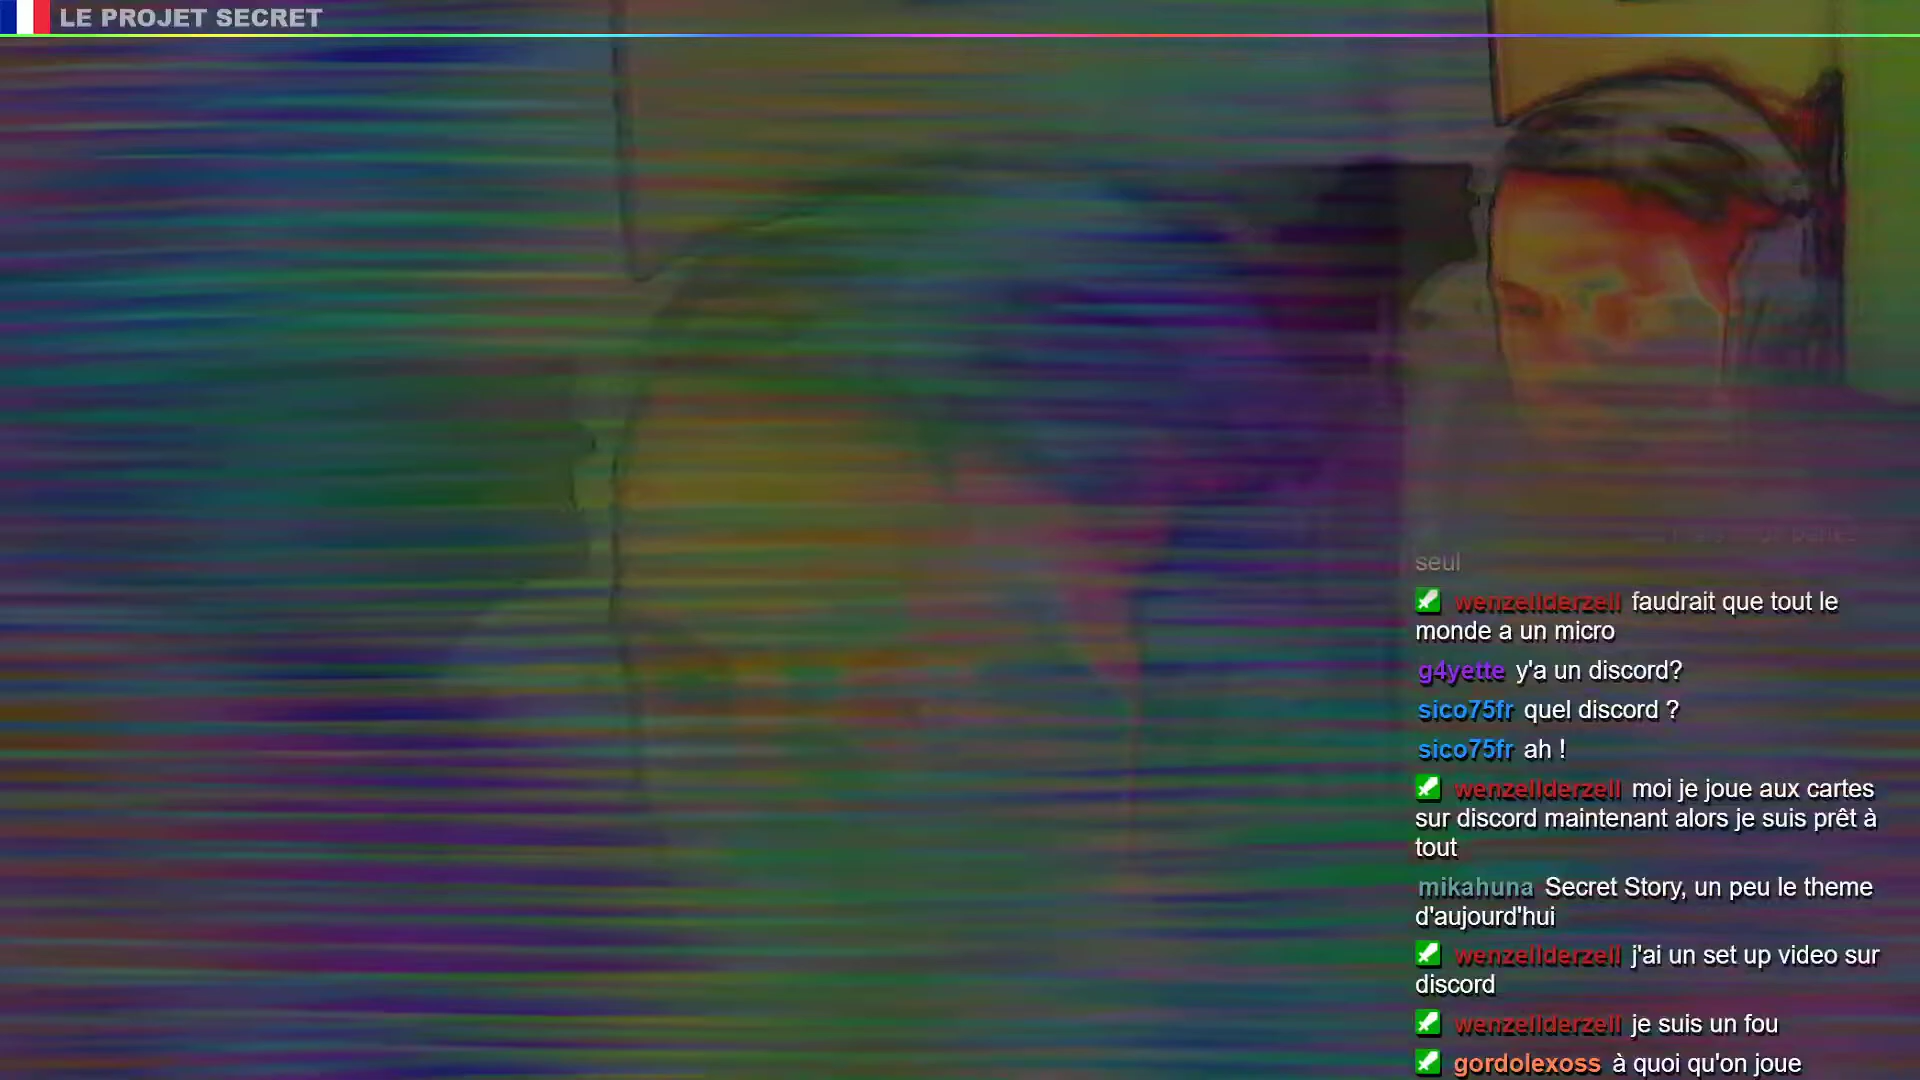 LE PROJET SECRET
seul
wenzellderzell faudrait que tout le
monde a un micro
g4yette y'a un discord?
sico75fr quel discord ?
sico75fr ah !
wenzellderzell moi je joue aux cartes
sur discord maintenant alors je suis prêt à
tout
mikahuna Secret Story, un peu le theme
d'aujourd'hui
wenzellderzell j'ai un set up video sur
discord
wenzellderzell je suis un fou
gordolexoss à quoi qu'on joue